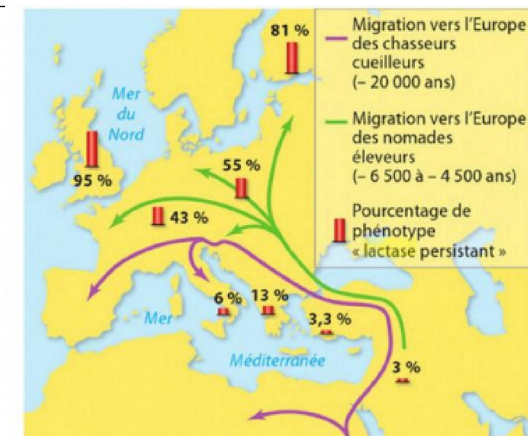 81 %
Migration vers l'Europe
des chasseurs
cueilleurs
(– 20 000 ans)
Migration vers l'Europe
des nomades
éleveurs
(– 6 500 à – 4 500 ans)
Pourcentage de
phénotype
« lactase persistant »
Mer
du
Nord
95 %
55 %
43 %
6 %
13 %
3,3 %
3 %
Mer
Méditerranée